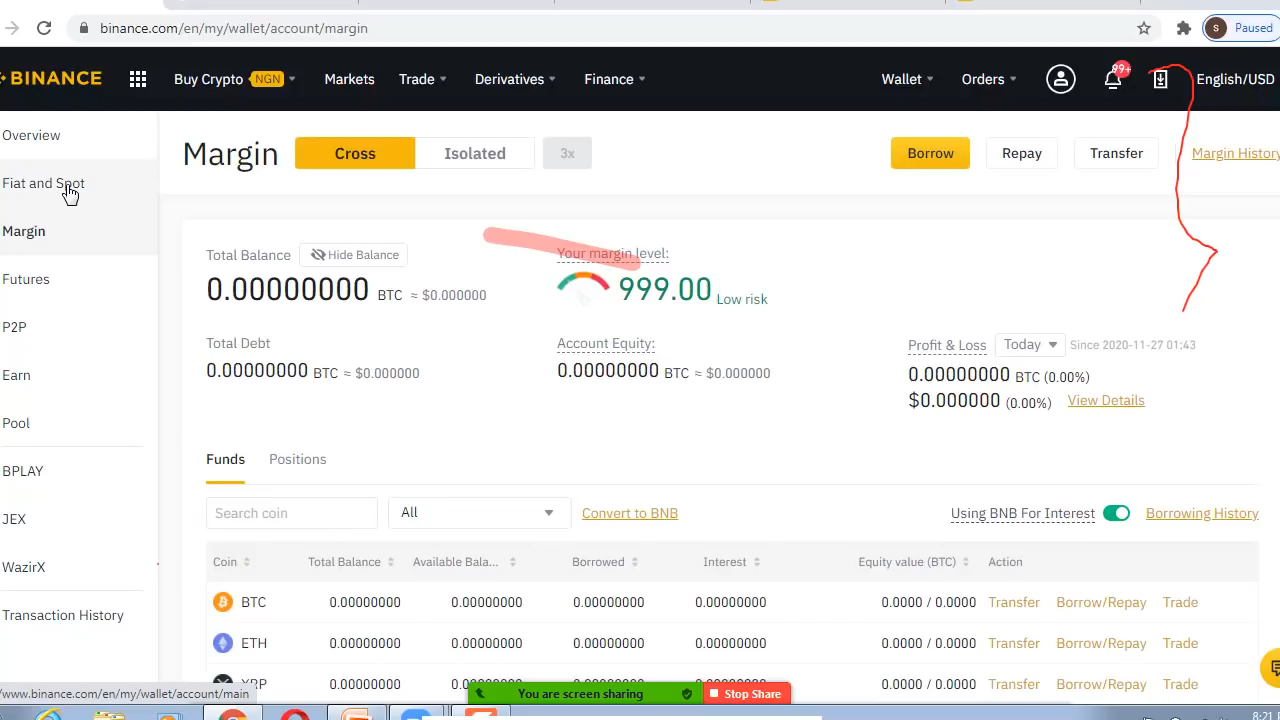 binance.com/en/my/wallet/account/margin
S Paused
BINANCE Buy Crypto NGN Markets Trade Derivatives Finance Wallet Orders 99+ English/USD
Overview
Fiat and Spot
Margin
Futures
P2P
Earn
Pool
BPLAY
JEX
WazirX
Transaction History
Margin Cross Isolated 3x Borrow Repay Transfer Margin History
Total Balance Hide Balance
0.00000000 BTC ≈ $0.000000
Your margin level:
999.00 Low risk
Total Debt
0.00000000 BTC ≈ $0.000000
Account Equity:
0.00000000 BTC ≈ $0.000000
Profit & Loss Today Since 2020-11-27 01:43
0.00000000 BTC (0.00%)
$0.000000 (0.00%) View Details
Funds Positions
Search coin All Convert to BNB Using BNB For Interest Borrowing History
Coin Total Balance Available Bala... Borrowed Interest Equity value (BTC) Action
BTC 0.00000000 0.00000000 0.00000000 0.00000000 0.0000 / 0.0000 Transfer Borrow/Repay Trade
ETH 0.00000000 0.00000000 0.00000000 0.00000000 0.0000 / 0.0000 Transfer Borrow/Repay Trade
XRP 0.00000000 0.00000000 0.00000000 0.00000000 0.0000 / 0.0000 Transfer Borrow/Repay Trade
/www.binance.com/en/my/wallet/account/main
You are screen sharing Stop Share
8:21